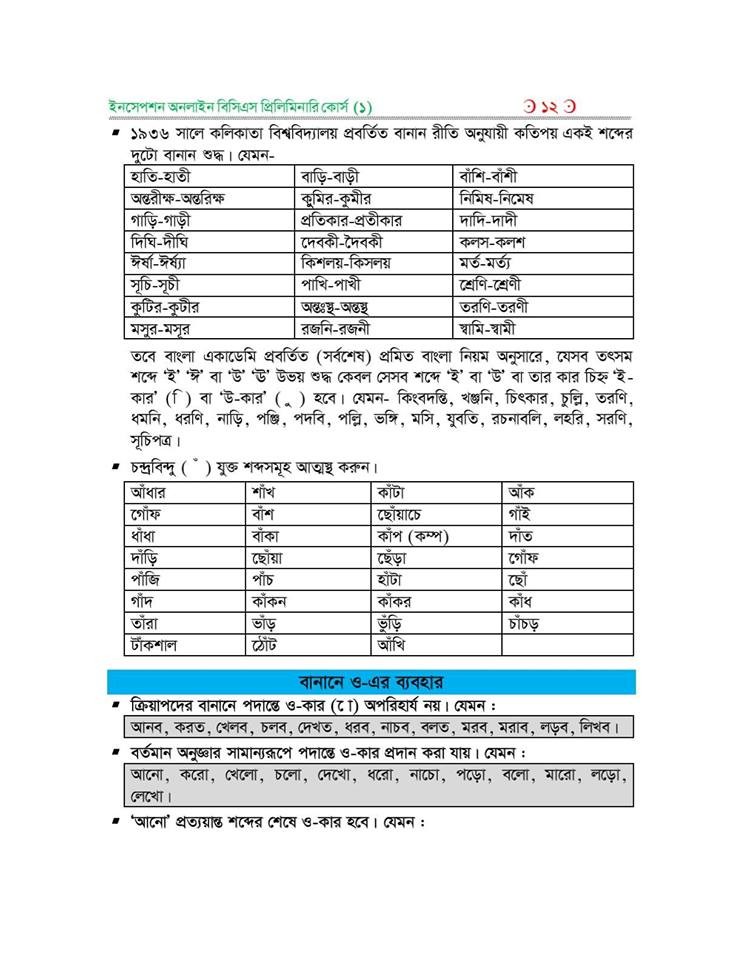 ইনসেপশন অনলাইন বিসিএস প্রিলিমিনারি কোর্স (১) ১২
১৯৩৬ সালে কলিকাতা বিশ্ববিদ্যালয় প্রবর্তিত বানান রীতি অনুযায়ী কতিপয় একই শব্দের
দুটো বানান শুদ্ধ। যেমন-
হাতি-হাতী বাড়ি-বাড়ী বাঁশি-বাঁশী
অন্তরীক্ষ-অন্তরিক্ষ কুমির-কুমীর নিমিষ-নিমেষ
গাড়ি-গাড়ী প্রতিকার-প্রতীকার দাদি-দাদী
দিঘি-দীঘি দেবকী-দৈবকী কলস-কলশ
ঈর্ষা-ঈর্ষ্যা কিশলয়-কিসলয় মর্ত-মর্ত্য
সূচি-সূচী পাখি-পাখী শ্রেণি-শ্রেণী
কুটির-কুটীর অন্তঃস্থ-অন্তস্থ তরণি-তরণী
মসুর-মসূর রজনি-রজনী স্বামি-স্বামী
তবে বাংলা একাডেমি প্রবর্তিত (সর্বশেষ) প্রমিত বাংলা নিয়ম অনুসারে, যেসব তৎসম
শব্দে ‘ই’ ‘ঈ’ বা ‘উ’ ‘ঊ’ উভয় শুদ্ধ কেবল সেসব শব্দে ‘ই’ বা ‘উ’ বা তার কার চিহ্ন ‘ই-
কার’ ( ি ) বা ‘উ-কার’ ( ু ) হবে। যেমন- কিংবদন্তি, খঞ্জনি, চিৎকার, চুল্লি, তরণি,
ধমনি, ধরণি, নাড়ি, পঞ্জি, পদবি, পল্লি, ভঙ্গি, মসি, যুবতি, রচনাবলি, লহরি, সরণি,
সূচিপত্র।
চন্দ্রবিন্দু ( ঁ ) যুক্ত শব্দসমূহ আত্মস্থ করুন।
আঁধার শাঁখ কাঁটা আঁক
গোঁফ বাঁশ ছোঁয়াচে গাঁই
ধাঁধা বাঁকা কাঁপ (কম্প) দাঁত
দাঁড়ি ছোঁয়া ছেঁড়া গোঁফ
পাঁজি পাঁচ হাঁটা ছোঁ
গাঁদ কাঁকন কাঁকর কাঁধ
তাঁরা ভাঁড় ভুঁড়ি চাঁচড়
টাঁকশাল ঠোঁট আঁখি
বানানে ও-এর ব্যবহার
ক্রিয়াপদের বানানে পদান্তে ও-কার (ো) অপরিহার্য নয়। যেমন :
আনব, করত, খেলব, চলব, দেখত, ধরব, নাচব, বলত, মরব, মরাব, লড়ব, লিখব।
বর্তমান অনুজ্ঞার সামান্যরূপে পদান্তে ও-কার প্রদান করা যায়। যেমন :
আনো, করো, খেলো, চলো, দেখো, ধরো, নাচো, পড়ো, বলো, মারো, লড়ো,
লেখো।
‘আনো’ প্রত্যয়ান্ত শব্দের শেষে ও-কার হবে। যেমন :